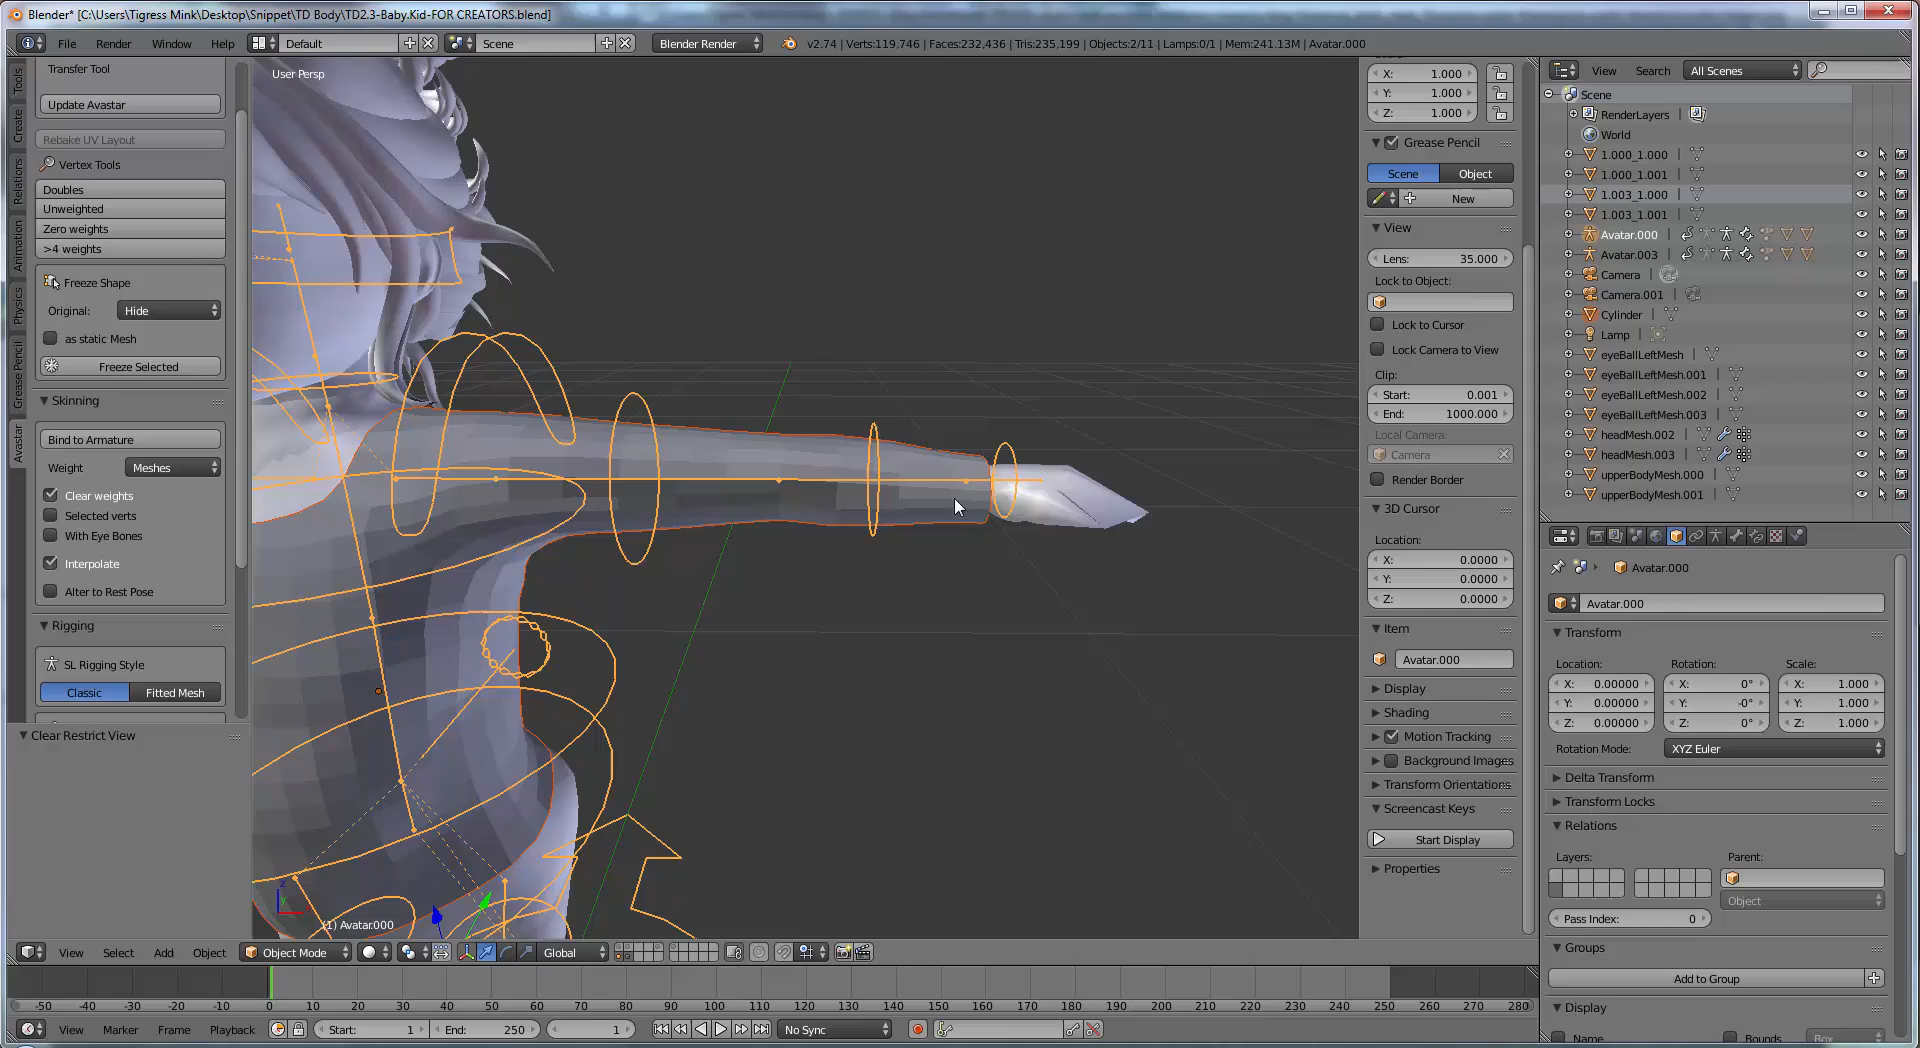 Blender* [C:\Users\Tigress Mink\Desktop\Snippet\TD Body\TD2.3-Baby.Kid-FOR CREATORS.blend]
File Render Window Help Default Scene Blender Render v2.74 | Verts:119,746 | Faces:232,436 | Tris:235,199 | Objects:2/11 | Lamps:0/1 | Mem:241.13M | Avatar.000
Tools
Create
Relations
Animation
Physics
Grease Pencil
Avastar
Transfer Tool
Update Avastar
Rebake UV Layout
Vertex Tools
Doubles
Unweighted
Zero weights
>4 weights
Freeze Shape
Original: Hide
as static Mesh
Freeze Selected
Skinning
Bind to Armature
Weight Meshes
Clear weights
Selected verts
With Eye Bones
Interpolate
Alter to Rest Pose
Rigging
SL Rigging Style
Classic Fitted Mesh
Clear Restrict View
User Persp
z
y
(1) Avatar.000
X: 1.000
Y: 1.000
Z: 1.000
Grease Pencil
Scene Object
New
View
Lens: 35.000
Lock to Object:
Lock to Cursor
Lock Camera to View
Clip:
Start: 0.001
End: 1000.000
Local Camera:
Camera
Render Border
3D Cursor
Location:
X: 0.0000
Y: 0.0000
Z: 0.0000
Item
Avatar.000
Display
Shading
Motion Tracking
Background Images
Transform Orientations
Screencast Keys
Start Display
Properties
View Search All Scenes
Scene
RenderLayers
World
1.000_1.000
1.000_1.001
1.003_1.000
1.003_1.001
Avatar.000
Avatar.003
Camera
Camera.001
Cylinder
Lamp
eyeBallLeftMesh
eyeBallLeftMesh.001
eyeBallLeftMesh.002
eyeBallLeftMesh.003
headMesh.002
headMesh.003
upperBodyMesh.000
upperBodyMesh.001
Avatar.000
Avatar.000
Transform
Location: Rotation: Scale:
X: 0.00000 X: 0° X: 1.000
Y: 0.00000 Y: -0° Y: 1.000
Z: 0.00000 Z: 0° Z: 1.000
Rotation Mode: XYZ Euler
Delta Transform
Transform Locks
Relations
Layers: Parent:
Object
Pass Index: 0
Groups
Add to Group
Display
Name Bounds Box
View Select Add Object Object Mode Global
-50 -40 -30 -20 -10 0 10 20 30 40 50 60 70 80 90 100 110 120 130 140 150 160 170 180 190 200 210 220 230 240 250 260 270 280
View Marker Frame Playback Start: 1 End: 250 1 No Sync